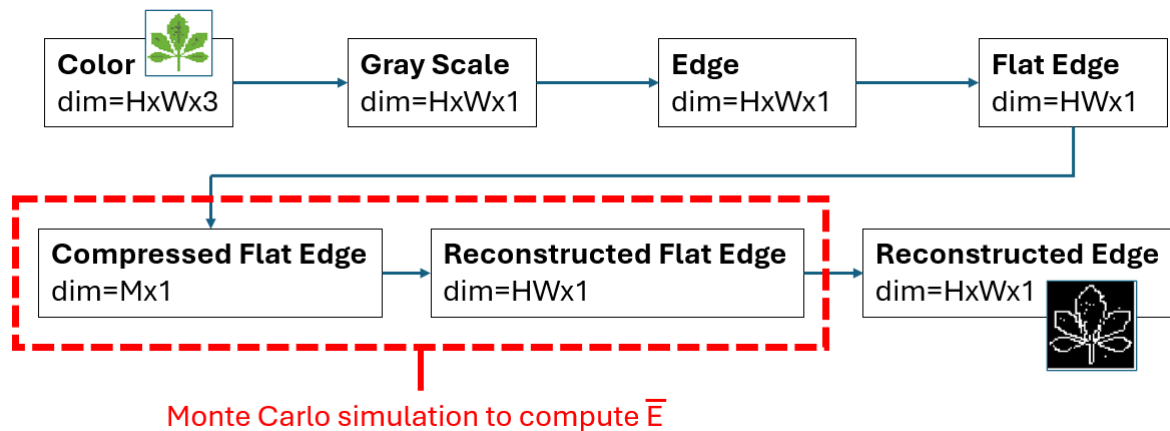 Color
dim=HxWx3
Gray Scale
dim=HxWx1
Edge
dim=HxWx1
Flat Edge
dim=HWx1
Compressed Flat Edge
dim=Mx1
Reconstructed Flat Edge
dim=HWx1
Reconstructed Edge
dim=HxWx1
Monte Carlo simulation to compute E̅